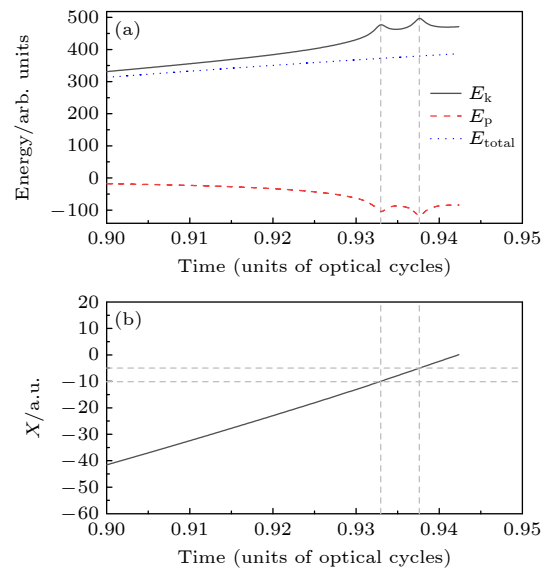 (a)
Energy/arb. units
500
400
300
200
100
0
−100
E_k
E_p
E_total
0.90 0.91 0.92 0.93 0.94 0.95
Time (units of optical cycles)
(b)
X/a.u.
20
10
0
−10
−20
−30
−40
−50
−60
0.90 0.91 0.92 0.93 0.94 0.95
Time (units of optical cycles)